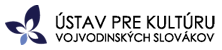 ÚSTAV PRE KULTÚRU
VOJVODINSKÝCH SLOVÁKOV